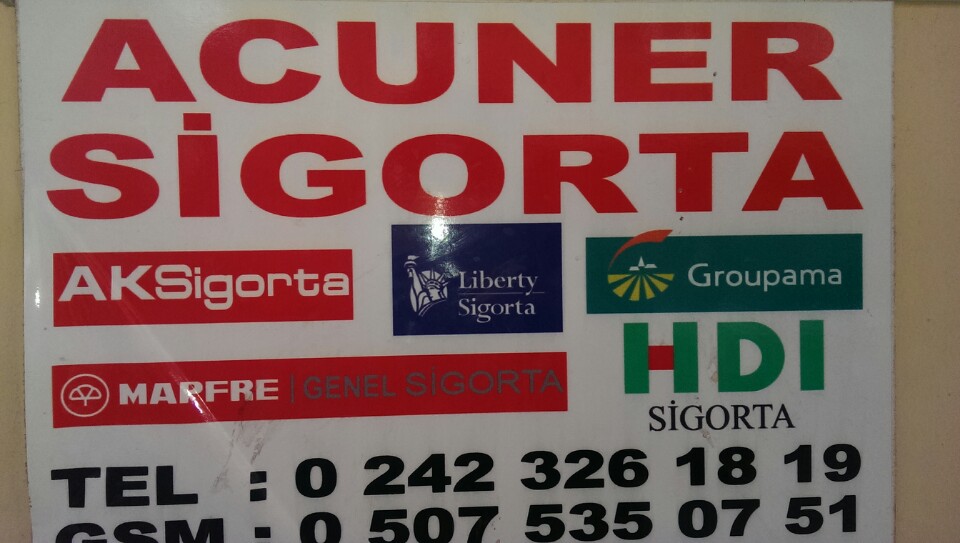 ACUNER
SİGORTA
AKSigorta
Liberty
Sigorta
Groupama
MAPFRE | GENEL SİGORTA
HDI
SİGORTA
TEL : 0 242 326 18 19
GSM : 0 507 535 07 51